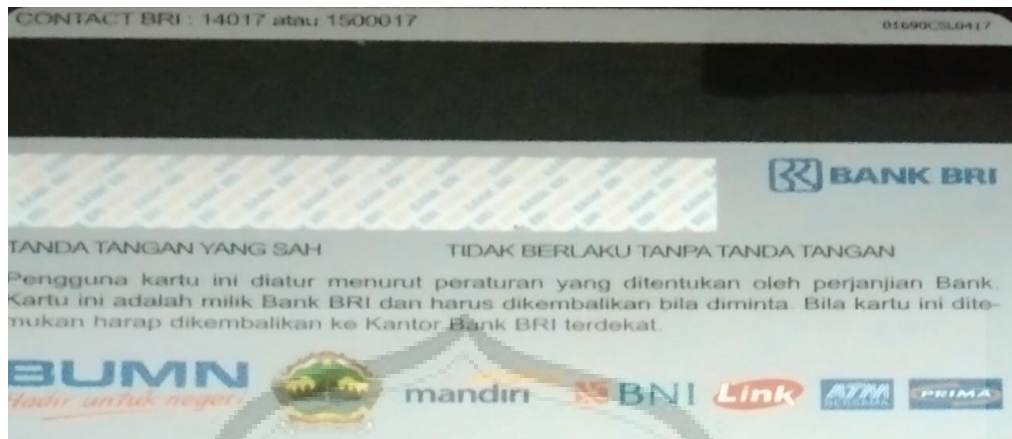 CONTACT BRI : 14017 atau 1500017
01690CSL0417
BANK BRI
TANDA TANGAN YANG SAH
TIDAK BERLAKU TANPA TANDA TANGAN
Pengguna kartu ini diatur menurut peraturan yang ditentukan oleh perjanjian Bank.
Kartu ini adalah milik Bank BRI dan harus dikembalikan bila diminta. Bila kartu ini dite-
mukan harap dikembalikan ke Kantor Bank BRI terdekat.
BUMN
Hadir untuk negeri
mandiri
BNI
Link
ATM
BERSAMA
PRIMA